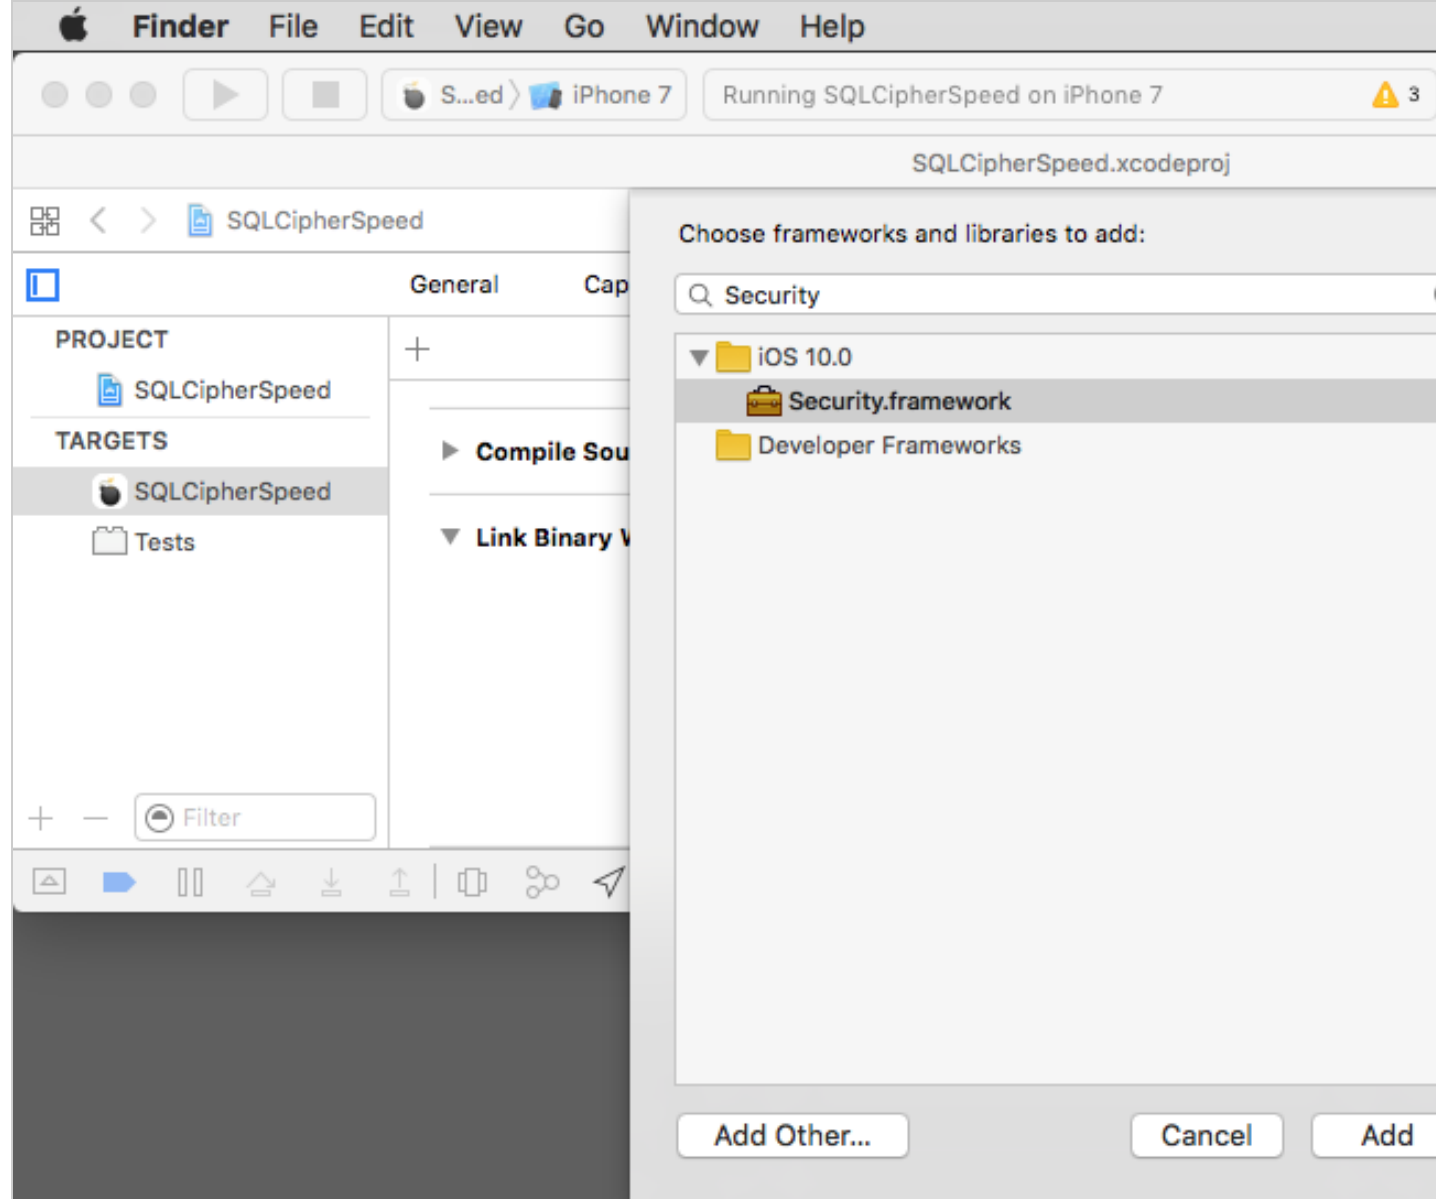 Finder File Edit View Go Window Help
S...ed iPhone 7 Running SQLCipherSpeed on iPhone 7 3
SQLCipherSpeed.xcodeproj
SQLCipherSpeed
Choose frameworks and libraries to add:
General Cap
Security
PROJECT
SQLCipherSpeed
TARGETS
SQLCipherSpeed
Tests
Compile Sou
Link Binary
iOS 10.0
Security.framework
Developer Frameworks
Filter
Add Other... Cancel Add